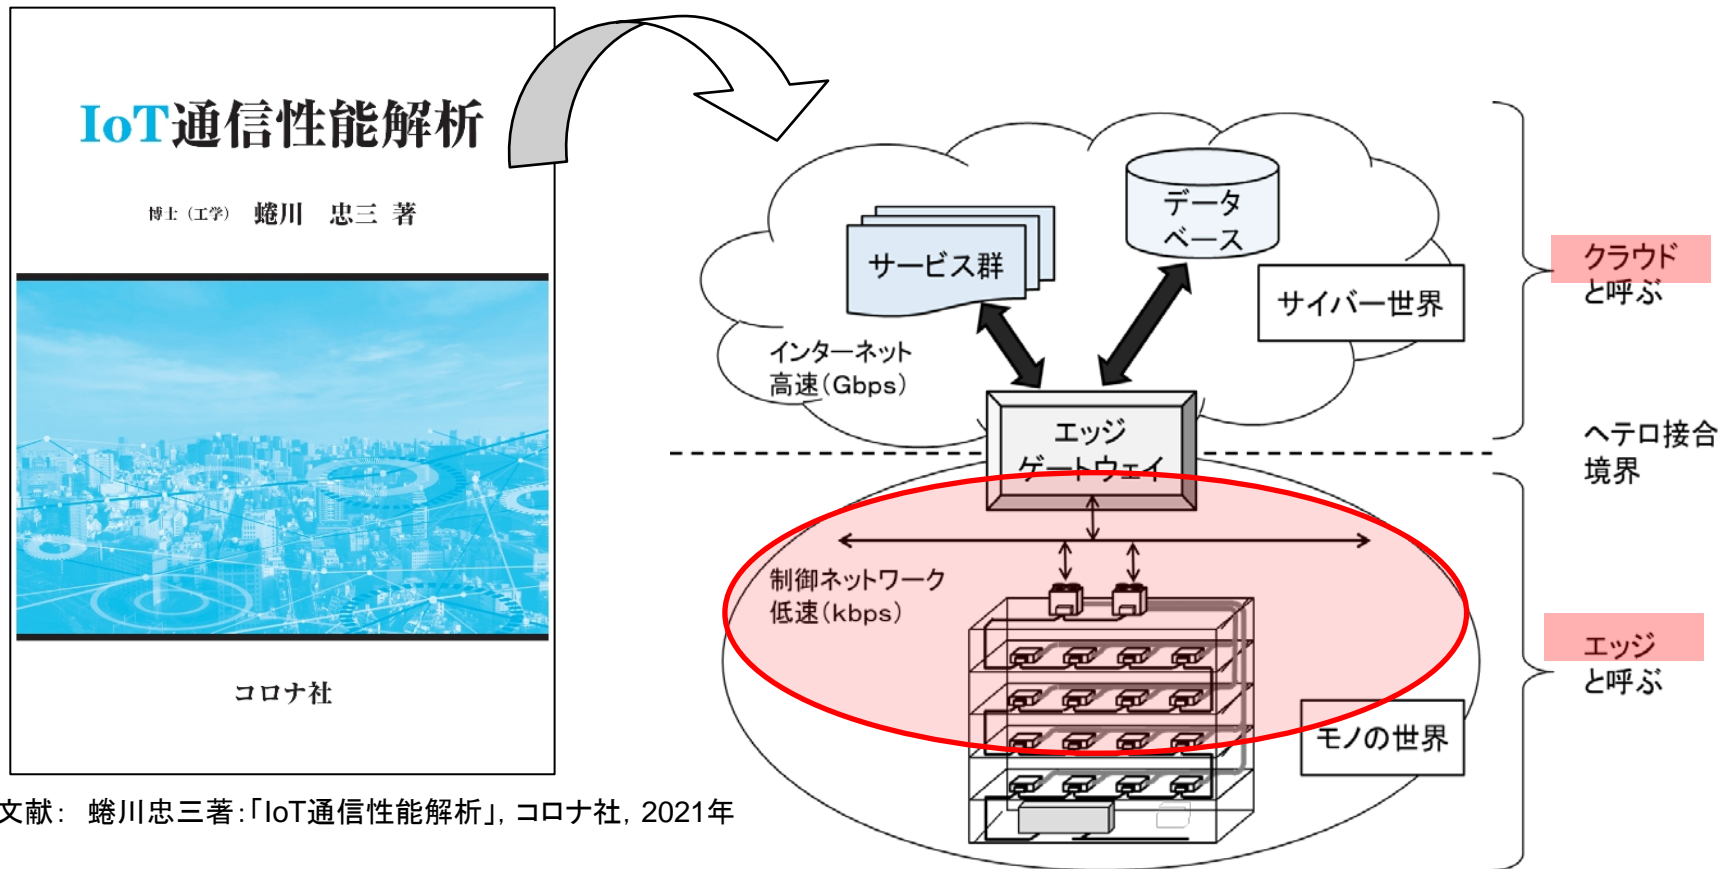 IoT通信性能解析
博士（工学） 蜷川 忠三 著
コロナ社
文献： 蜷川忠三著：「IoT通信性能解析」，コロナ社，2021年
データ
ベース
サービス群
サイバー世界
インターネット
高速（Gbps）
エッジ
ゲートウェイ
制御ネットワーク
低速（kbps）
モノの世界
クラウド
と呼ぶ
ヘテロ接合
境界
エッジ
と呼ぶ